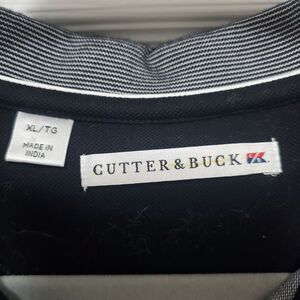 XL/TG
MADE IN
INDIA
CUTTER & BUCK